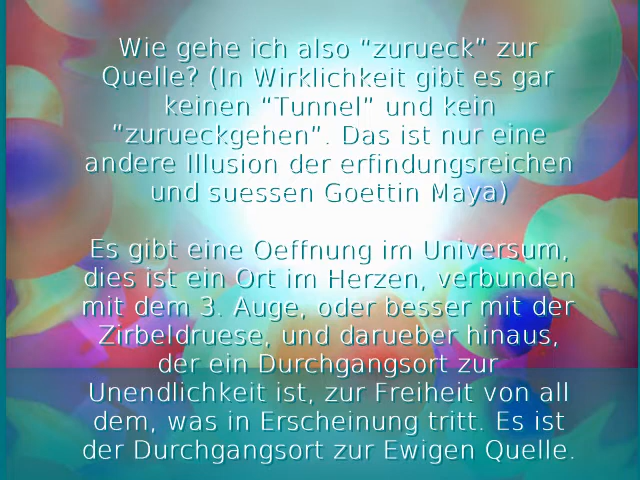 Wie gehe ich also “zurueck” zur
Quelle? (In Wirklichkeit gibt es gar
keinen “Tunnel” und kein
“zurueckgehen”. Das ist nur eine
andere Illusion der erfindungsreichen
und suessen Goettin Maya)
Es gibt eine Oeffnung im Universum,
dies ist ein Ort im Herzen, verbunden
mit dem 3. Auge, oder besser mit der
Zirbeldruese, und darueber hinaus,
der ein Durchgangsort zur
Unendlichkeit ist, zur Freiheit von all
dem, was in Erscheinung tritt. Es ist
der Durchgangsort zur Ewigen Quelle.